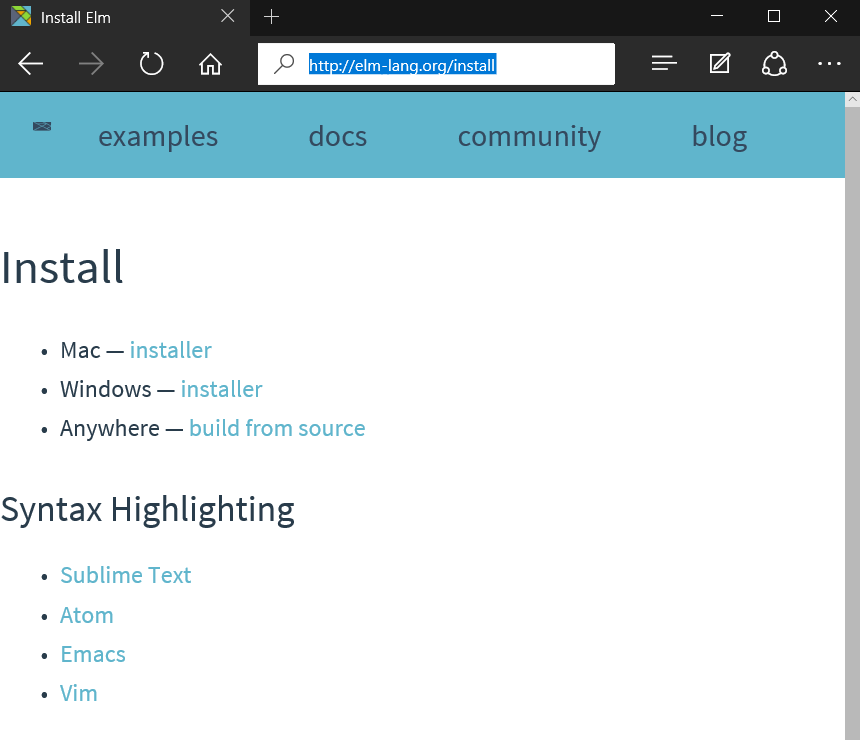 Install Elm
http://elm-lang.org/install
examples docs community blog
Install
• Mac — installer
• Windows — installer
• Anywhere — build from source
Syntax Highlighting
• Sublime Text
• Atom
• Emacs
• Vim